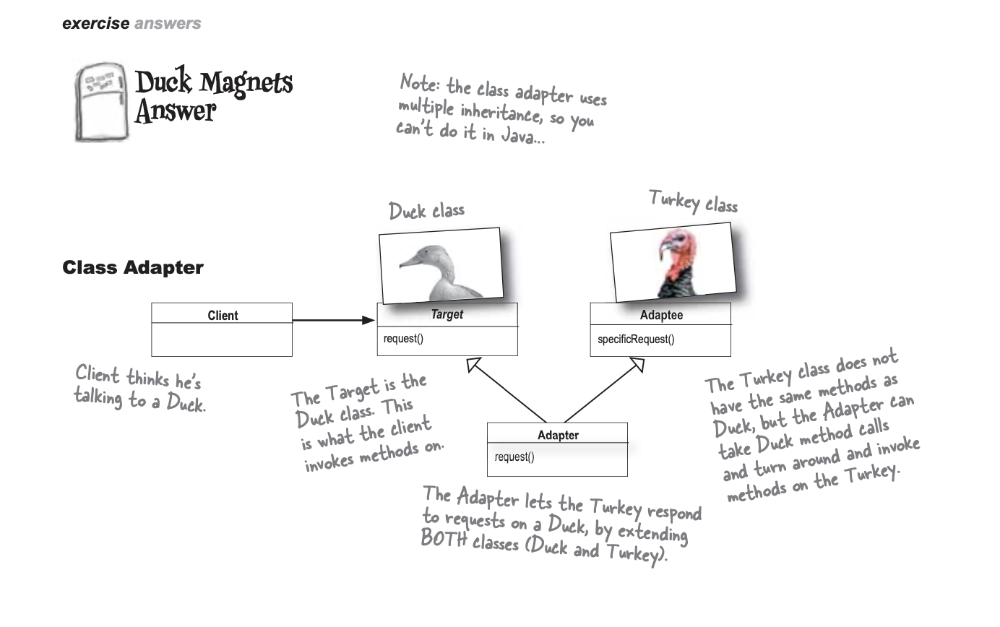 exercise answers
Duck Magnets
Answer
Note: the class adapter uses
multiple inheritance, so you
can't do it in Java...
Duck class
Turkey class
Class Adapter
Client
Target
request()
Adaptee
specificRequest()
Client thinks he's
talking to a Duck.
The Target is the
Duck class. This
is what the client
invokes methods on.
Adapter
request()
The Turkey class does not
have the same methods as
Duck, but the Adapter can
take Duck method calls
and turn around and invoke
methods on the Turkey.
The Adapter lets the Turkey respond
to requests on a Duck, by extending
BOTH classes (Duck and Turkey).